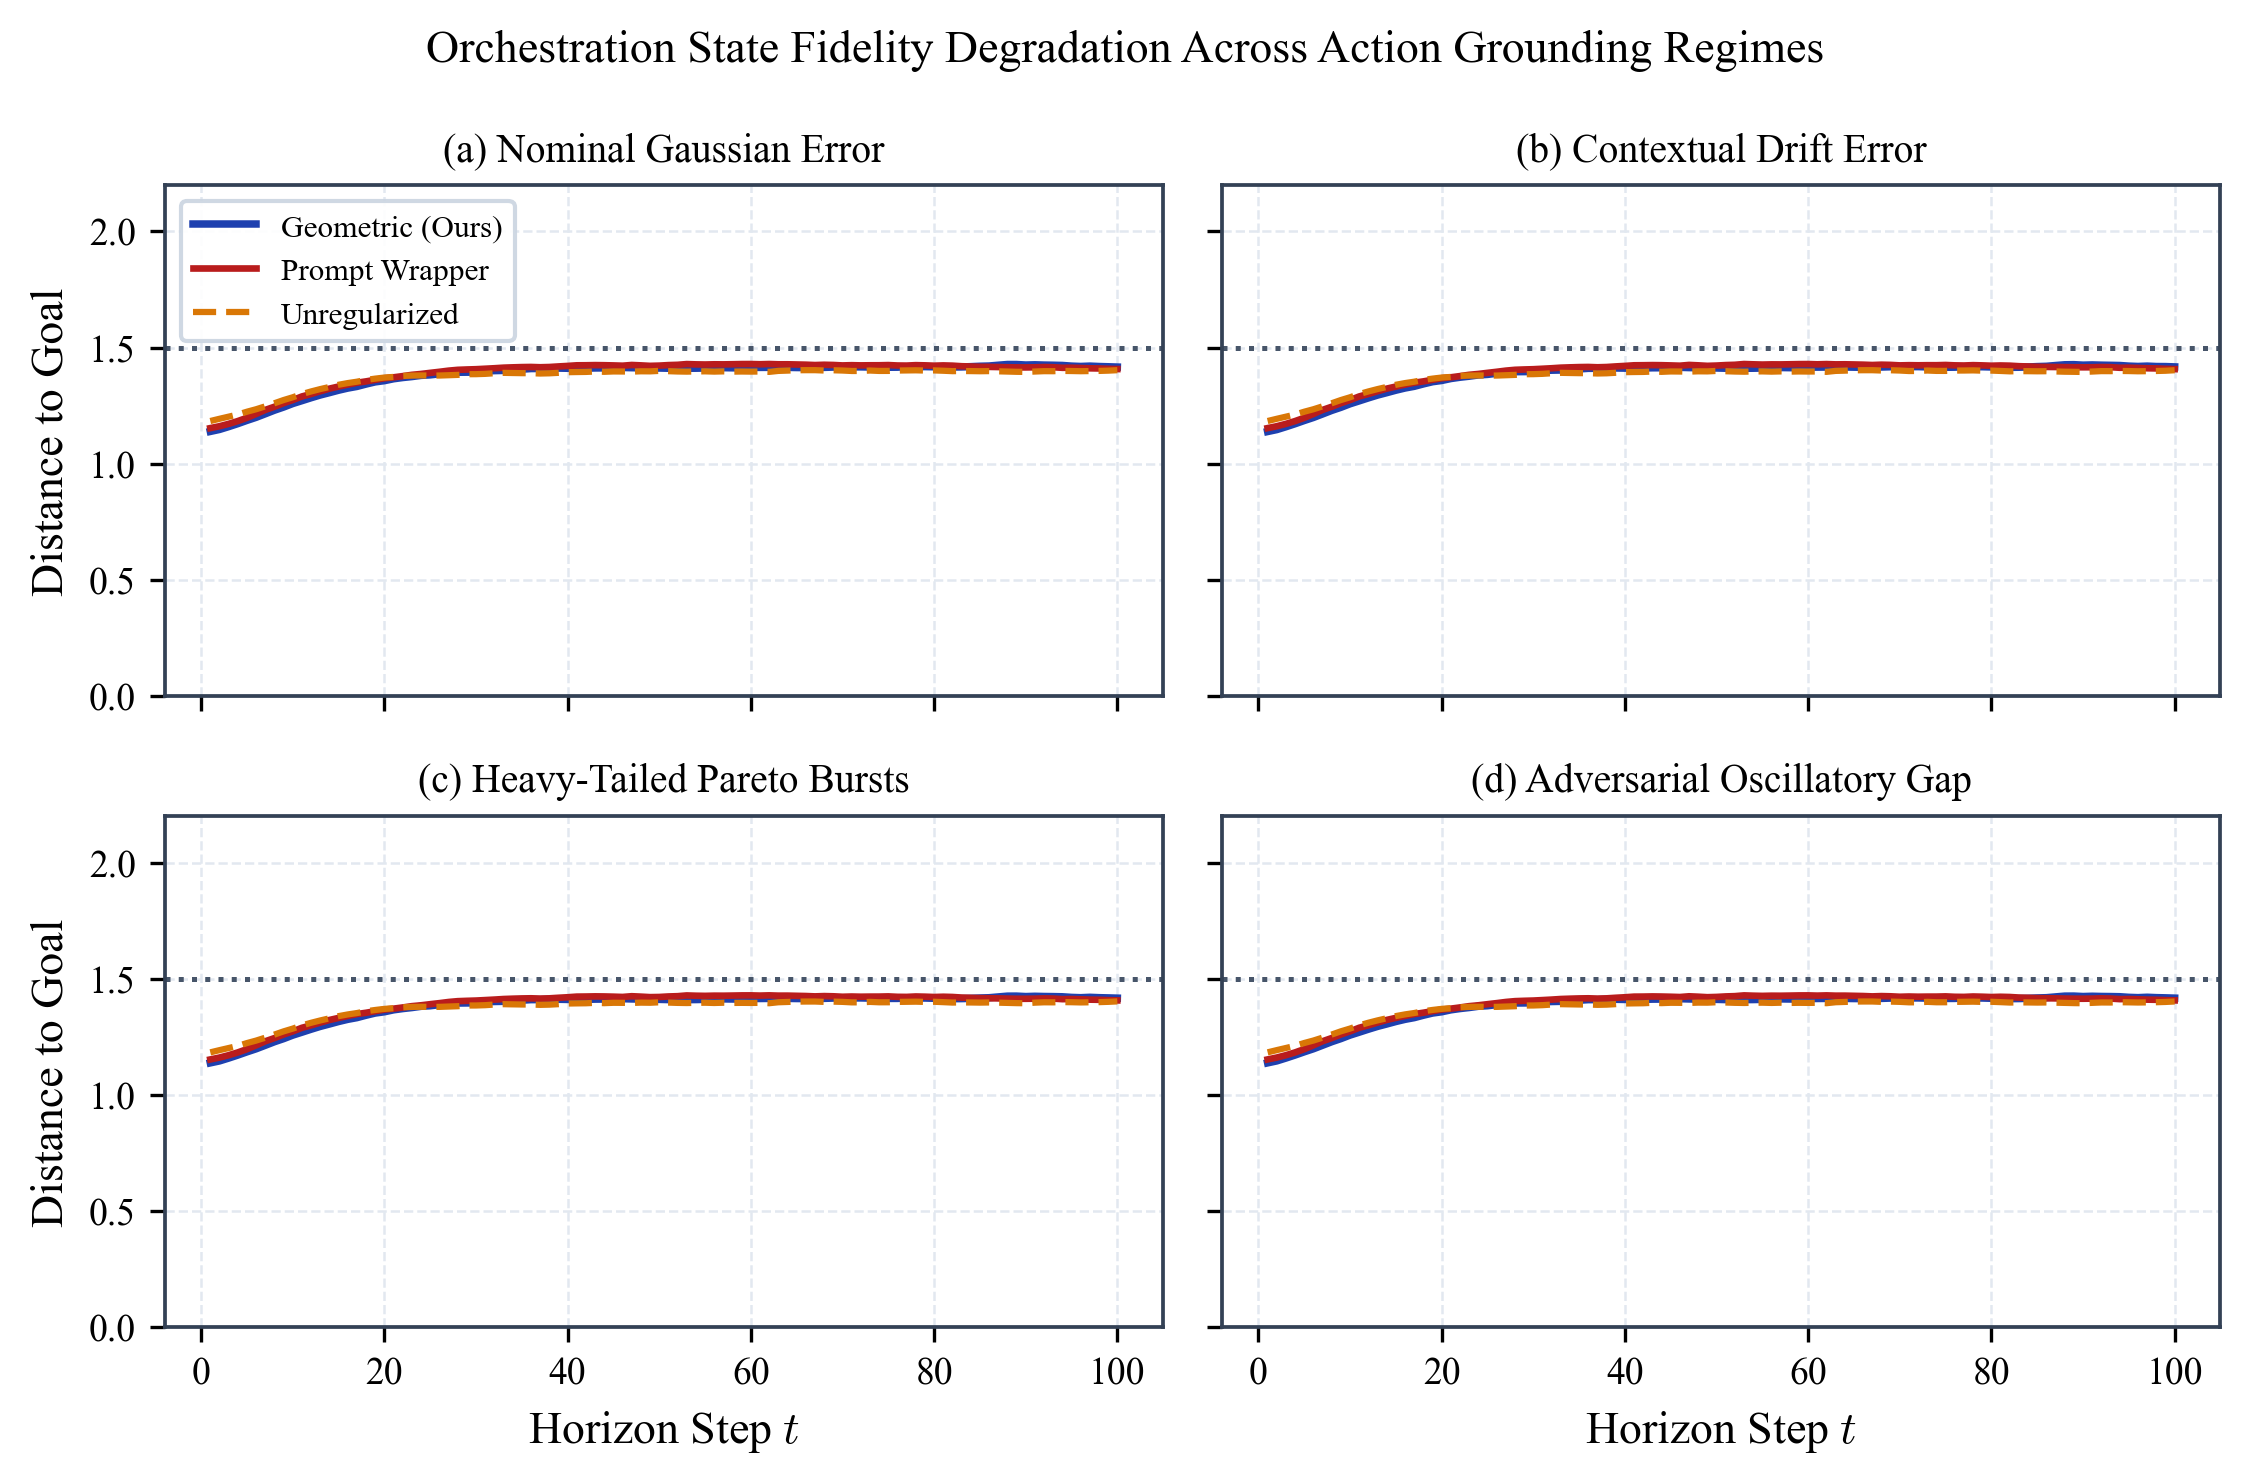 Orchestration State Fidelity Degradation Across Action Grounding Regimes
(a) Nominal Gaussian Error
(b) Contextual Drift Error
Geometric (Ours)
Prompt Wrapper
Unregularized
2.0
1.5
1.0
0.5
0.0
Distance to Goal
(c) Heavy-Tailed Pareto Bursts
(d) Adversarial Oscillatory Gap
2.0
1.5
1.0
0.5
0.0
Distance to Goal
0 20 40 60 80 100
0 20 40 60 80 100
Horizon Step t
Horizon Step t